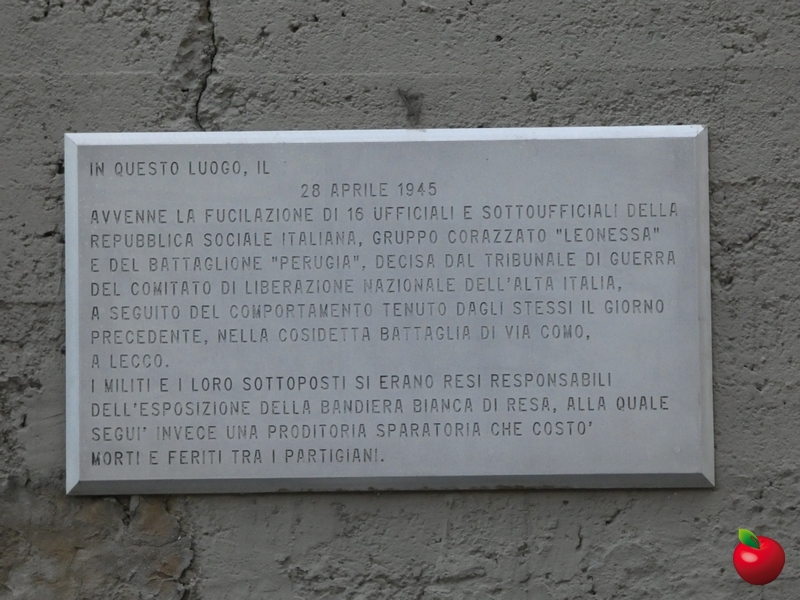 IN QUESTO LUOGO, IL
28 APRILE 1945
AVVENNE LA FUCILAZIONE DI 16 UFFICIALI E SOTTOUFFICIALI DELLA
REPUBBLICA SOCIALE ITALIANA, GRUPPO CORAZZATO "LEONESSA"
E DEL BATTAGLIONE "PERUGIA", DECISA DAL TRIBUNALE DI GUERRA
DEL COMITATO DI LIBERAZIONE NAZIONALE DELL'ALTA ITALIA,
A SEGUITO DEL COMPORTAMENTO TENUTO DAGLI STESSI IL GIORNO
PRECEDENTE, NELLA COSIDETTA BATTAGLIA DI VIA COMO,
A LECCO.
I MILITI E I LORO SOTTOPOSTI SI ERANO RESI RESPONSABILI
DELL'ESPOSIZIONE DELLA BANDIERA BIANCA DI RESA, ALLA QUALE
SEGUI' INVECE UNA PRODITORIA SPARATORIA CHE COSTO'
MORTI E FERITI TRA I PARTIGIANI.